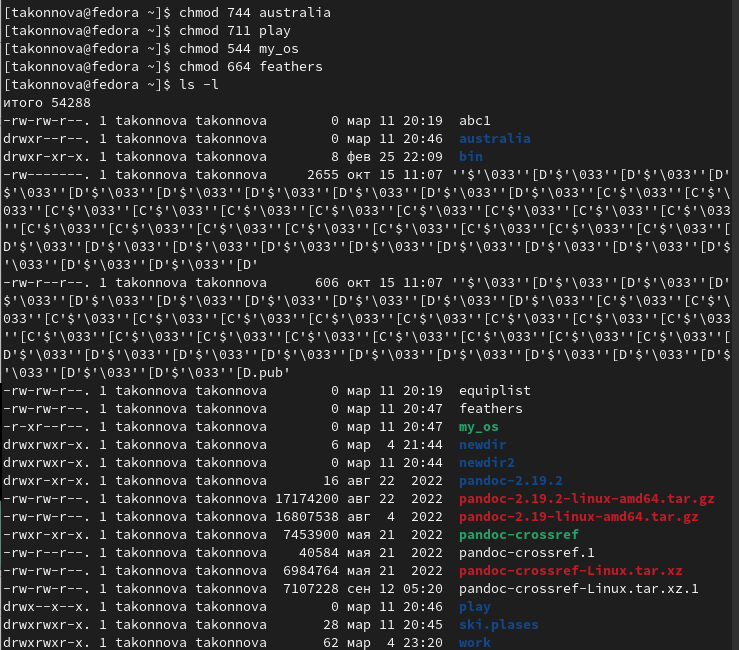 [takonnova@fedora ~]$ chmod 744 australia
[takonnova@fedora ~]$ chmod 711 play
[takonnova@fedora ~]$ chmod 544 my_os
[takonnova@fedora ~]$ chmod 664 feathers
[takonnova@fedora ~]$ ls -l
итого 54288
-rw-rw-r--. 1 takonnova takonnova        0 мар 11 20:19  abc1
drwxr--r--. 1 takonnova takonnova        0 мар 11 20:46  australia
drwxr-xr-x. 1 takonnova takonnova        8 фев 25 22:09  bin
-rw-------. 1 takonnova takonnova     2655 окт 15 11:07 ''$'\033''[D'$'\033''[D'$'\033''[D'
$'\033''[D'$'\033''[D'$'\033''[D'$'\033''[D'$'\033''[D'$'\033''[D'$'\033''[C'$'\033''[C'$'\
033''[C'$'\033''[C'$'\033''[C'$'\033''[C'$'\033''[C'$'\033''[C'$'\033''[C'$'\033''[C'$'\033
''[C'$'\033''[C'$'\033''[C'$'\033''[C'$'\033''[C'$'\033''[C'$'\033''[C'$'\033''[C'$'\033''[
D'$'\033''[D'$'\033''[D'$'\033''[D'$'\033''[D'$'\033''[D'$'\033''[D'$'\033''[D'$'\033''[D'$
'\033''[D'$'\033''[D'$'\033''[D'
-rw-r--r--. 1 takonnova takonnova      606 окт 15 11:07 ''$'\033''[D'$'\033''[D'$'\033''[D'
$'\033''[D'$'\033''[D'$'\033''[D'$'\033''[D'$'\033''[D'$'\033''[D'$'\033''[C'$'\033''[C'$'\
033''[C'$'\033''[C'$'\033''[C'$'\033''[C'$'\033''[C'$'\033''[C'$'\033''[C'$'\033''[C'$'\033
''[C'$'\033''[C'$'\033''[C'$'\033''[C'$'\033''[C'$'\033''[C'$'\033''[C'$'\033''[C'$'\033''[
D'$'\033''[D'$'\033''[D'$'\033''[D'$'\033''[D'$'\033''[D'$'\033''[D'$'\033''[D'$'\033''[D'$
'\033''[D'$'\033''[D'$'\033''[D.pub'
-rw-rw-r--. 1 takonnova takonnova        0 мар 11 20:19  equiplist
-rw-rw-r--. 1 takonnova takonnova        0 мар 11 20:47  feathers
-r-xr--r--. 1 takonnova takonnova        0 мар 11 20:47  my_os
drwxrwxr-x. 1 takonnova takonnova        6 мар  4 21:44  newdir
drwxrwxr-x. 1 takonnova takonnova        0 мар 11 20:44  newdir2
drwxr-xr-x. 1 takonnova takonnova       16 авг 22  2022  pandoc-2.19.2
-rw-rw-r--. 1 takonnova takonnova 17174200 авг 22  2022  pandoc-2.19.2-linux-amd64.tar.gz
-rw-rw-r--. 1 takonnova takonnova 16807538 авг  4  2022  pandoc-2.19-linux-amd64.tar.gz
-rwxr-xr-x. 1 takonnova takonnova  7453900 мая 21  2022  pandoc-crossref
-rw-r--r--. 1 takonnova takonnova    40584 мая 21  2022  pandoc-crossref.1
-rw-rw-r--. 1 takonnova takonnova  6984764 мая 21  2022  pandoc-crossref-Linux.tar.xz
-rw-rw-r--. 1 takonnova takonnova  7107228 сен 12 05:20  pandoc-crossref-Linux.tar.xz.1
drwx--x--x. 1 takonnova takonnova        0 мар 11 20:46  play
drwxrwxr-x. 1 takonnova takonnova       28 мар 11 20:45  ski.plases
drwxrwxr-x. 1 takonnova takonnova       62 мар  4 23:20  work